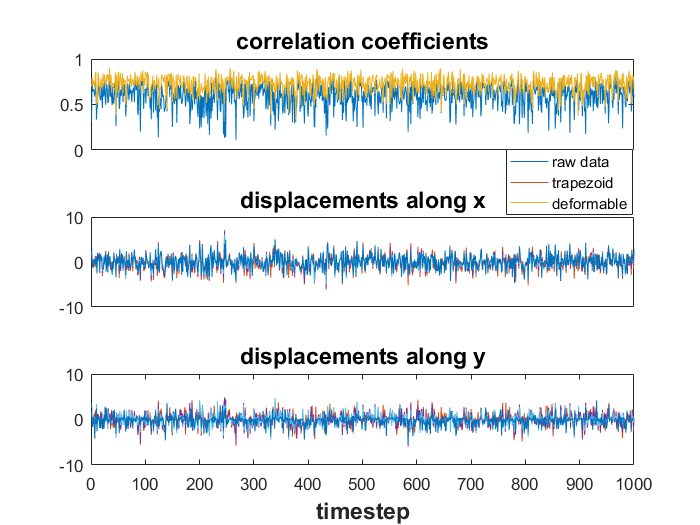 correlation coefficients
1
0.5
0
raw data
trapezoid
deformable
displacements along x
10
0
-10
displacements along y
10
0
-10
0 100 200 300 400 500 600 700 800 900 1000
timestep